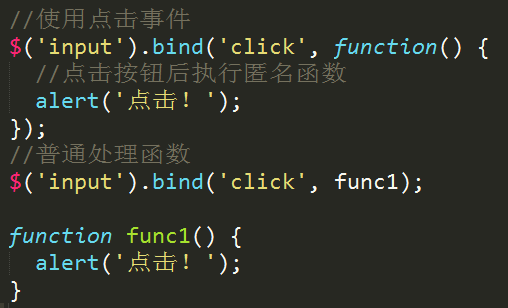 //使用点击事件
$('input').bind('click', function() {
  //点击按钮后执行匿名函数
  alert('点击! ');
});
//普通处理函数
$('input').bind('click', func1);

function func1() {
  alert('点击! ');
}